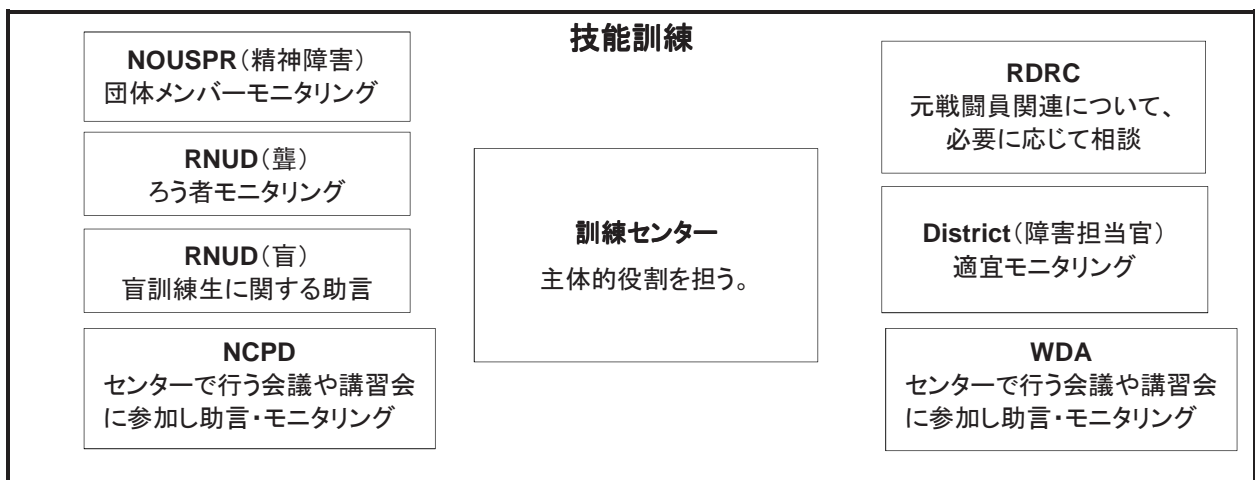 技能訓練
NOUSPR（精神障害）
団体メンバーモニタリング
RNUD（聾）
ろう者モニタリング
RNUD（盲）
盲訓練生に関する助言
NCPD
センターで行う会議や講習会
に参加し助言・モニタリング
訓練センター
主体的役割を担う。
RDRC
元戦闘員関連について、
必要に応じて相談
District（障害担当官）
適宜モニタリング
WDA
センターで行う会議や講習会
に参加し助言・モニタリング